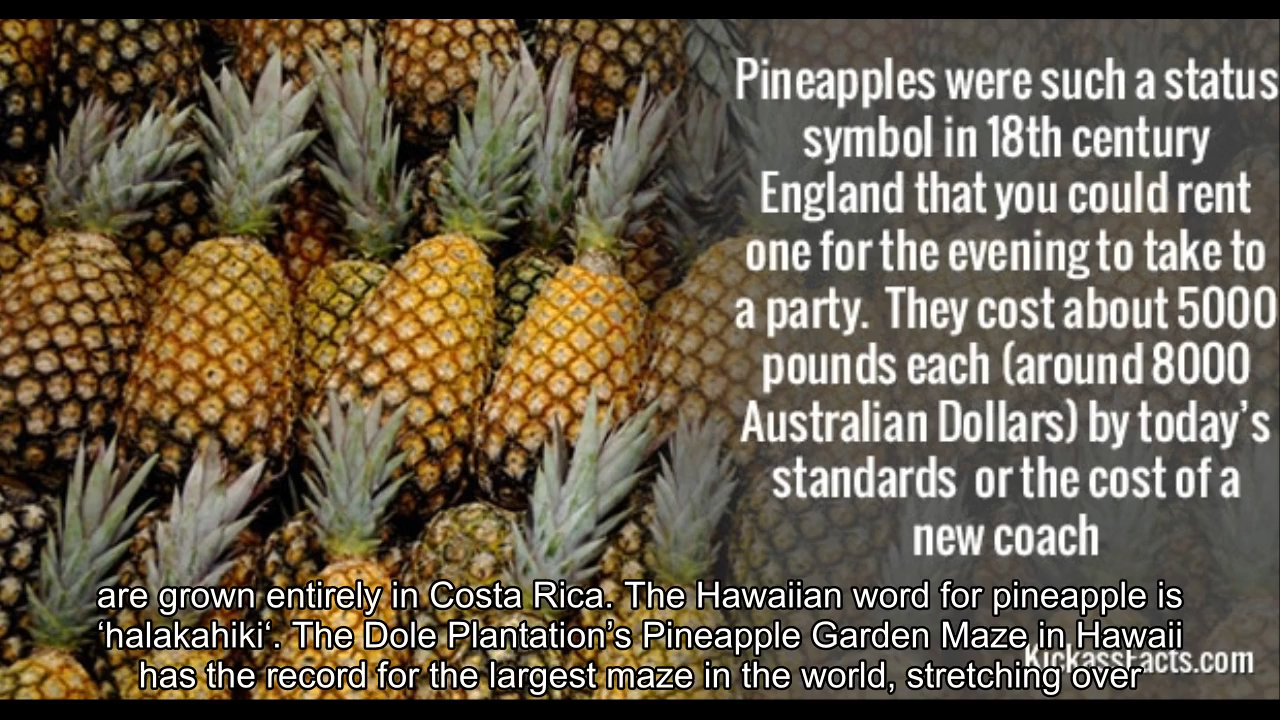 Pineapples were such a status
symbol in 18th century
England that you could rent
one for the evening to take to
a party. They cost about 5000
pounds each (around 8000
Australian Dollars) by today's
standards or the cost of a
new coach
are grown entirely in Costa Rica. The Hawaiian word for pineapple is
‘halakahiki‘. The Dole Plantation’s Pineapple Garden Maze in Hawaii
has the record for the largest maze in the world, stretching over
KickassFacts.com